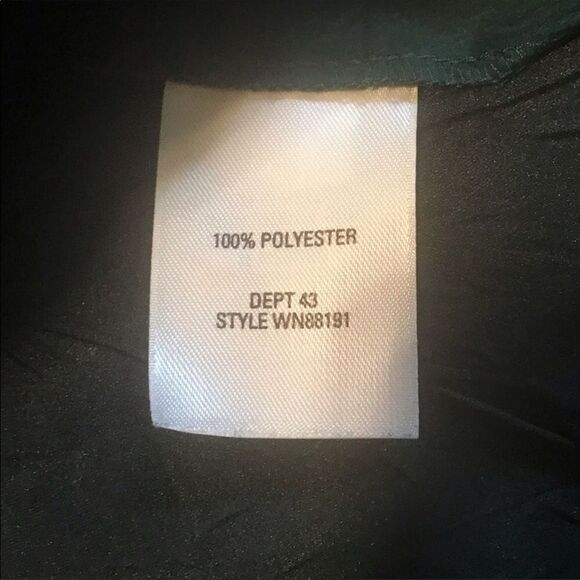 100% POLYESTER
DEPT 43
STYLE WN88191